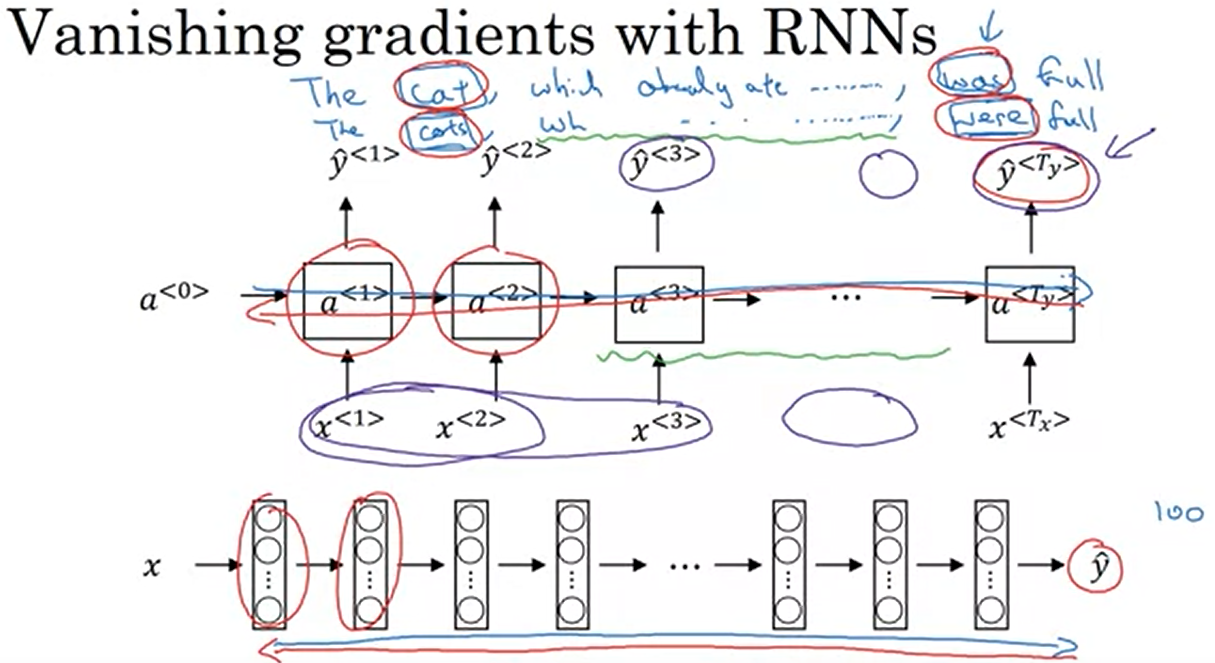 Vanishing gradients with RNNs
The cat, which already ate ........, was full
The cats, wh . . . ........, were full
ŷ<1> ŷ<2> ŷ<3> ŷ<Ty>
a<0> a<1> a<2> a<3> ... a<Ty>
x<1> x<2> x<3> x<Tx>
100
x ... ŷ